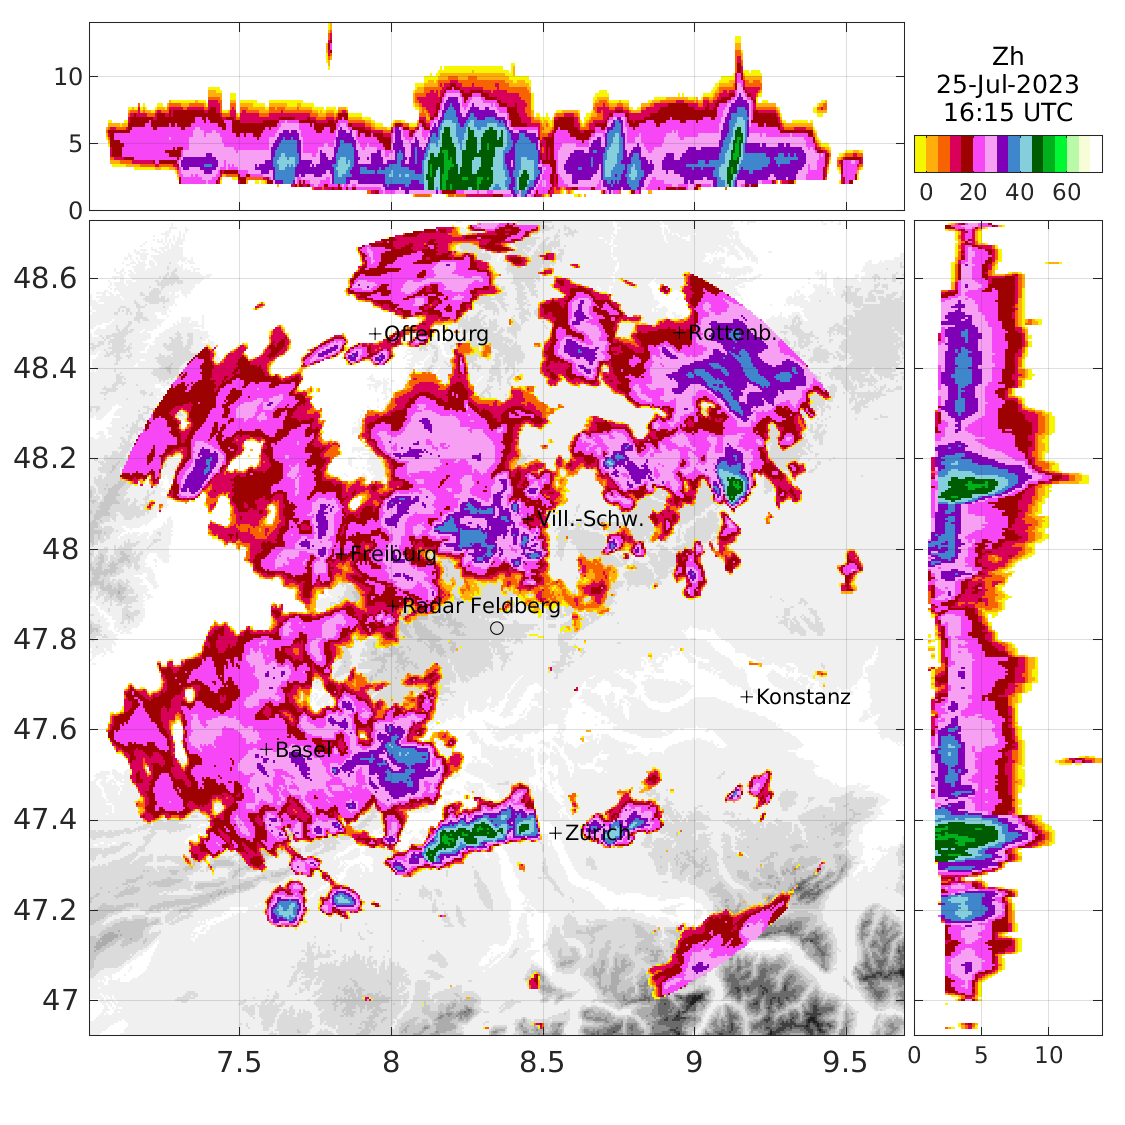 10
5
0
Zh
25-Jul-2023
16:15 UTC
0 20 40 60
48.6
48.4
48.2
48
47.8
47.6
47.4
47.2
47
+Offenburg
+Rottenb.
+Vill.-Schw.
+Freiburg
+Radar Feldberg
+Konstanz
+Basel
+Zürich
7.5 8 8.5 9 9.5
0 5 10